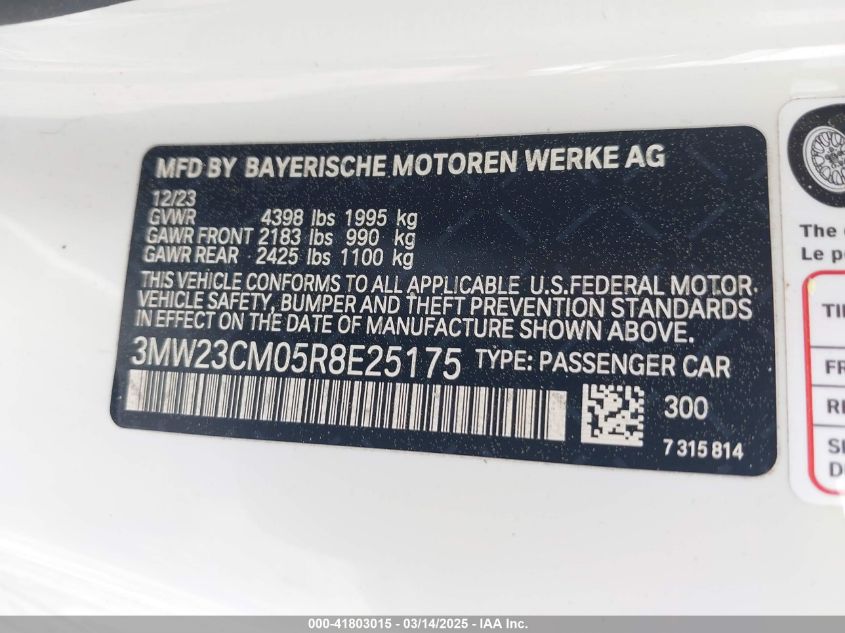 MFD BY BAYERISCHE MOTOREN WERKE AG
12/23
GVWR 4398 lbs 1995 kg
GAWR FRONT 2183 lbs 990 kg
GAWR REAR 2425 lbs 1100 kg
THIS VEHICLE CONFORMS TO ALL APPLICABLE U.S.FEDERAL MOTOR-
VEHICLE SAFETY, BUMPER AND THEFT PREVENTION STANDARDS
IN EFFECT ON THE DATE OF MANUFACTURE SHOWN ABOVE.
3MW23CM05R8E25175 TYPE: PASSENGER CAR
300
7 315 814
The
Le
000-41803015 - 03/14/2025 - IAA Inc.